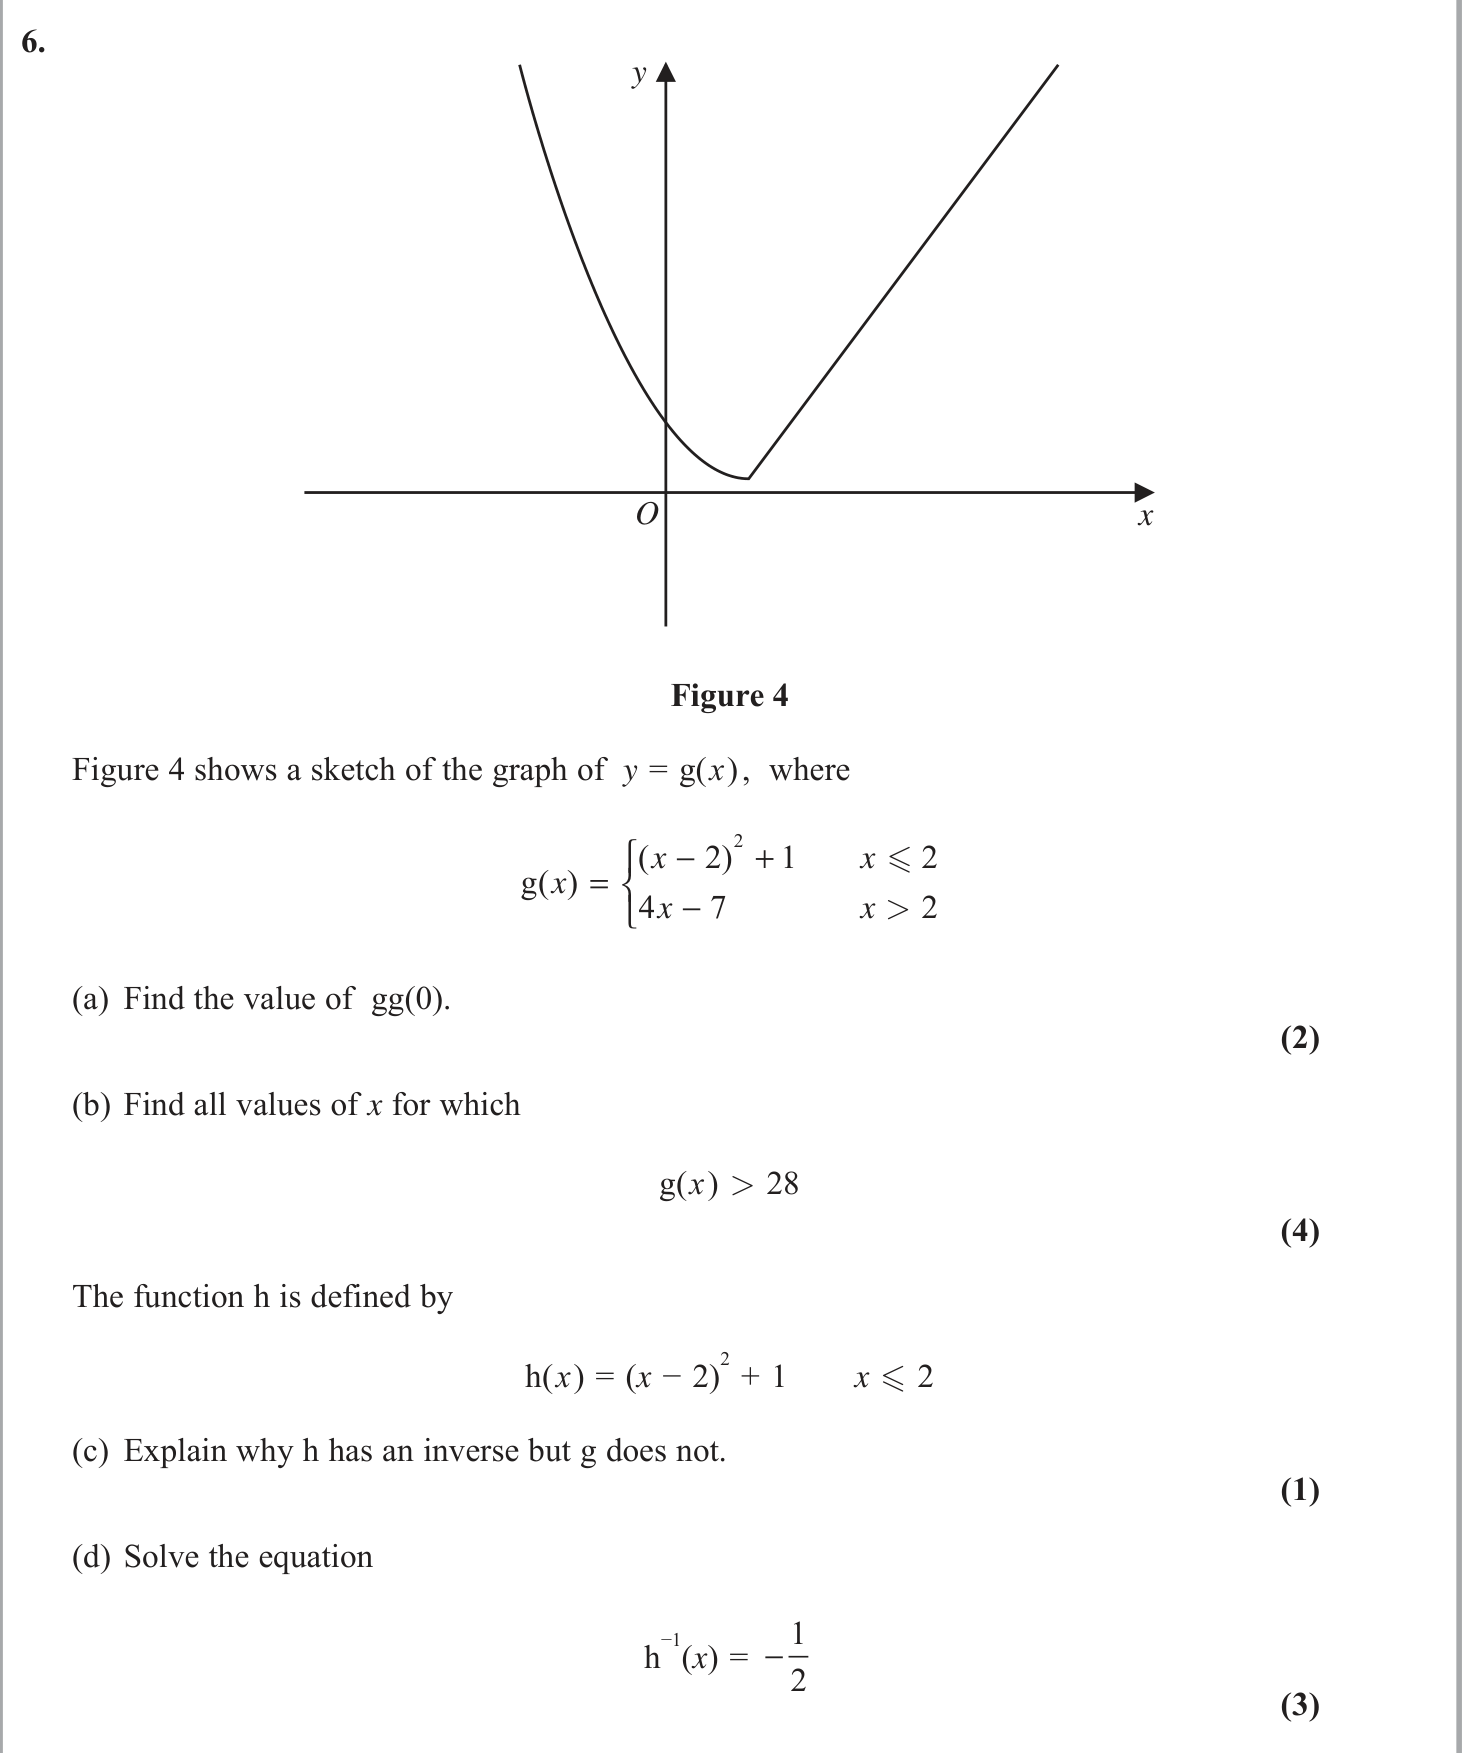 6.
y
O
x
Figure 4
Figure 4 shows a sketch of the graph of y = g(x), where
g(x) = { (x − 2)² + 1    x ⩽ 2
4x − 7    x > 2
(a) Find the value of gg(0).
(2)
(b) Find all values of x for which
g(x) > 28
(4)
The function h is defined by
h(x) = (x − 2)² + 1    x ⩽ 2
(c) Explain why h has an inverse but g does not.
(1)
(d) Solve the equation
h⁻¹(x) = −1/2
(3)